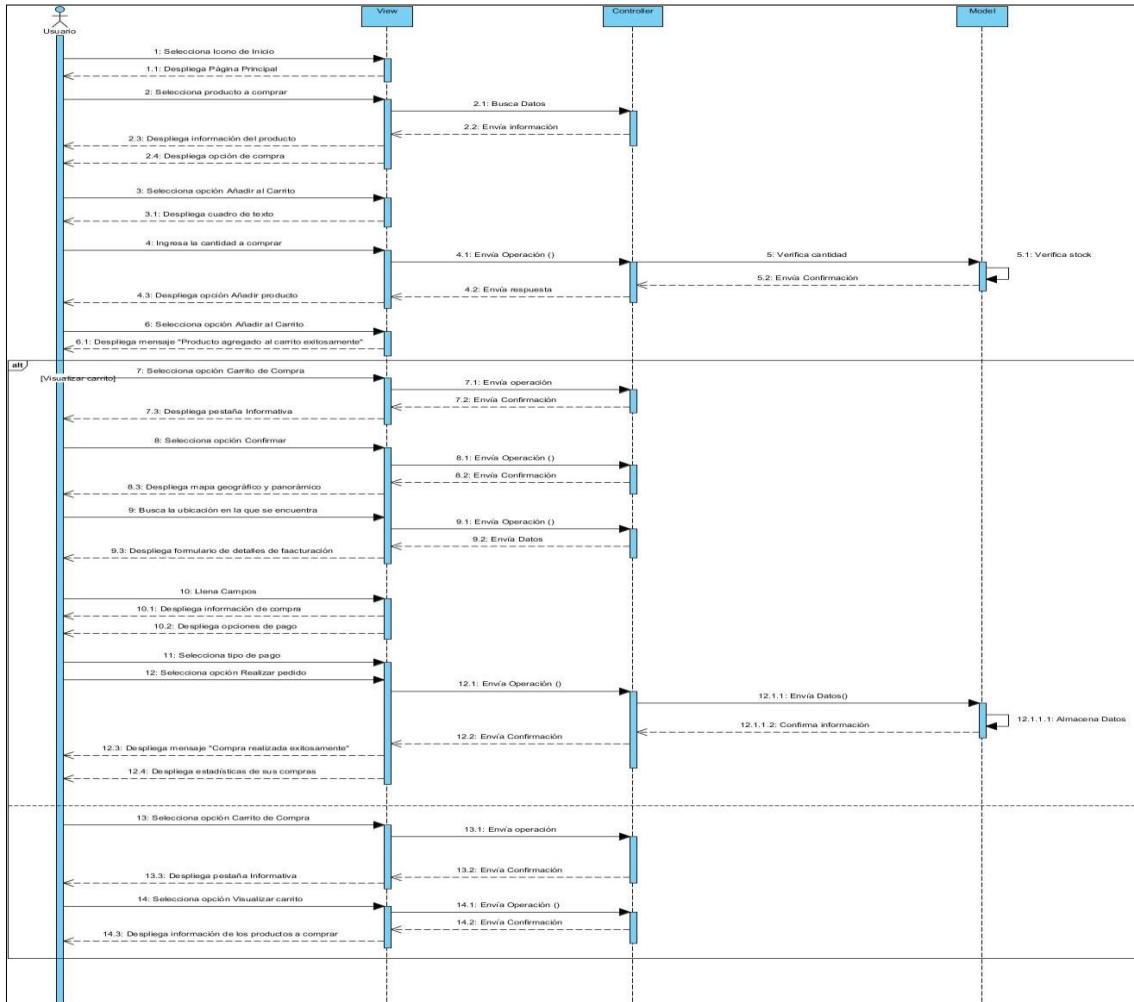 Usuario
View
Controller
Model
1: Selecciona Icono de Inicio
1.1: Despliega Página Principal
2: Selecciona producto a comprar
2.1: Busca Datos
2.2: Envía información
2.3: Despliega información del producto
2.4: Despliega opción de compra
3: Selecciona opción Añadir al Carrito
3.1: Despliega cuadro de texto
4: Ingresa la cantidad a comprar
4.1: Envía Operación ()
5: Verifica cantidad
5.1: Verifica stock
5.2: Envía Confirmación
4.2: Envía respuesta
4.3: Despliega opción Añadir producto
6: Selecciona opción Añadir al Carrito
6.1: Despliega mensaje "Producto agregado al carrito exitosamente"
alt
[Visualizar carrito]
7: Selecciona opción Carrito de Compra
7.1: Envía operación
7.2: Envía Confirmación
7.3: Despliega pestaña Informativa
8: Selecciona opción Confirmar
8.1: Envía Operación ()
8.2: Envía Confirmación
8.3: Despliega mapa geográfico y panorámico
9: Busca la ubicación en la que se encuentra
9.1: Envía Operación ()
9.2: Envía Datos
9.3: Despliega formulario de detalles de faacturación
10: Llena Campos
10.1: Despliega información de compra
10.2: Despliega opciones de pago
11: Selecciona tipo de pago
12: Selecciona opción Realizar pedido
12.1: Envía Operación ()
12.1.1: Envía Datos()
12.1.1.1: Almacena Datos
12.1.1.2: Confirma información
12.2: Envía Confirmación
12.3: Despliega mensaje "Compra realizada exitosamente"
12.4: Despliega estadísticas de sus compras
13: Selecciona opción Carrito de Compra
13.1: Envía operación
13.2: Envía Confirmación
13.3: Despliega pestaña Informativa
14: Selecciona opción Visualizar carrito
14.1: Envía Operación ()
14.2: Envía Confirmación
14.3: Despliega información de los productos a comprar